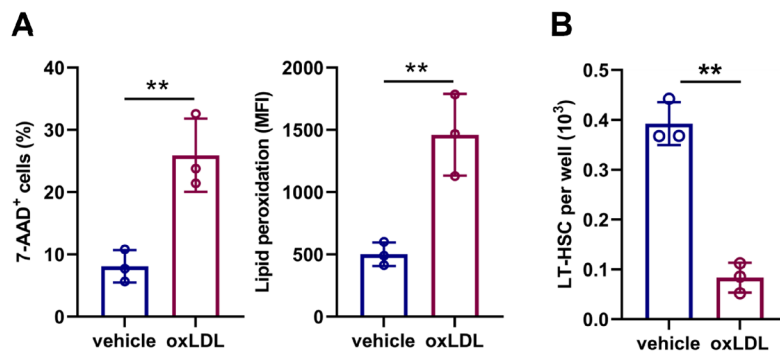 A
7-AAD+ cells (%)
40
30
20
10
0
**
vehicle oxLDL
Lipid peroxidation (MFI)
2000
1500
1000
500
0
**
vehicle oxLDL
B
LT-HSC per well (10³)
0.5
0.4
0.3
0.2
0.1
0.0
**
vehicle oxLDL